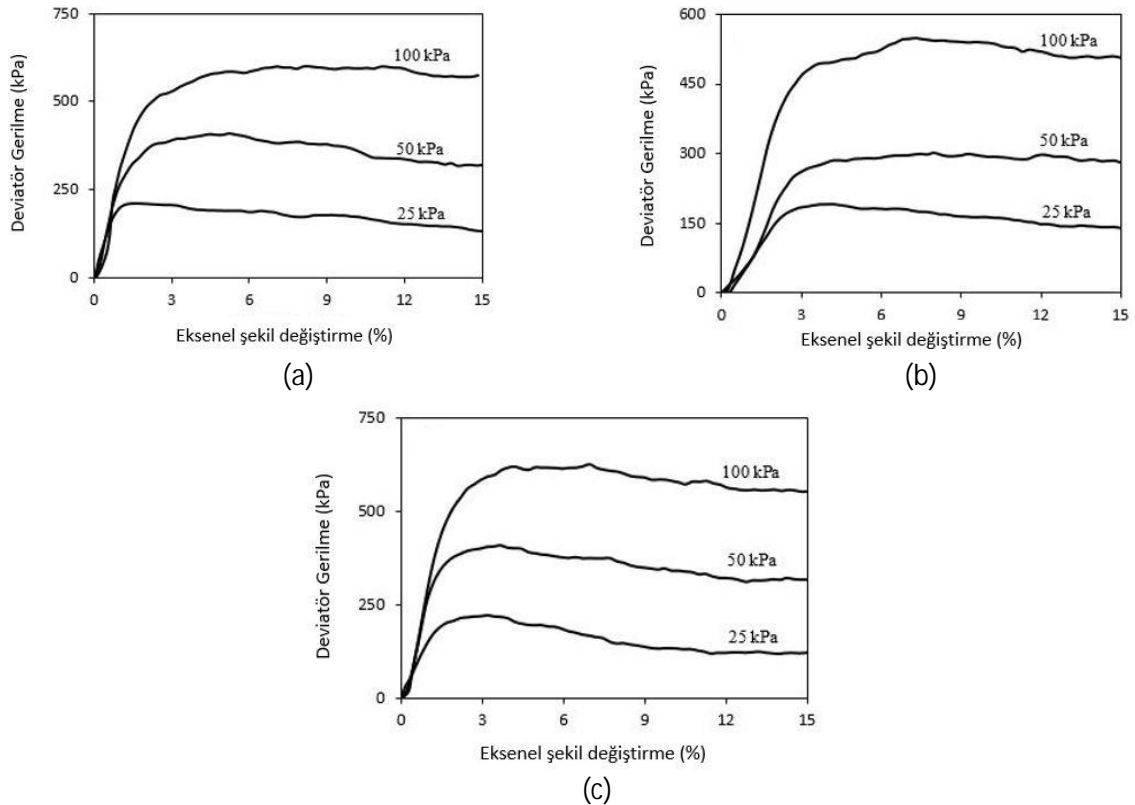 750
500
250
0
Deviatör Gerilme (kPa)
100 kPa
50 kPa
25 kPa
0 3 6 9 12 15
Eksenel şekil değiştirme (%)
(a)
600
450
300
150
0
Deviatör Gerilme (kPa)
100 kPa
50 kPa
25 kPa
0 3 6 9 12 15
Eksenel şekil değiştirme (%)
(b)
750
500
250
0
Deviatör Gerilme (kPa)
100 kPa
50 kPa
25 kPa
0 3 6 9 12 15
Eksenel şekil değiştirme (%)
(c)